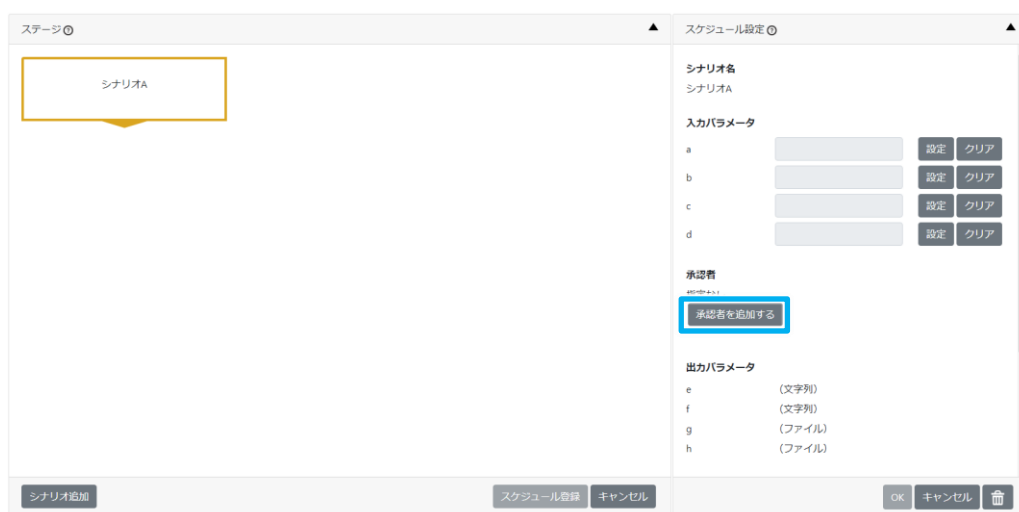 ステージ
シナリオA
シナリオ追加
スケジュール登録 キャンセル
スケジュール設定
シナリオ名
シナリオA
入力パラメータ
a 設定 クリア
b 設定 クリア
c 設定 クリア
d 設定 クリア
承認者
承認者を追加する
出力パラメータ
e (文字列)
f (文字列)
g (ファイル)
h (ファイル)
OK キャンセル